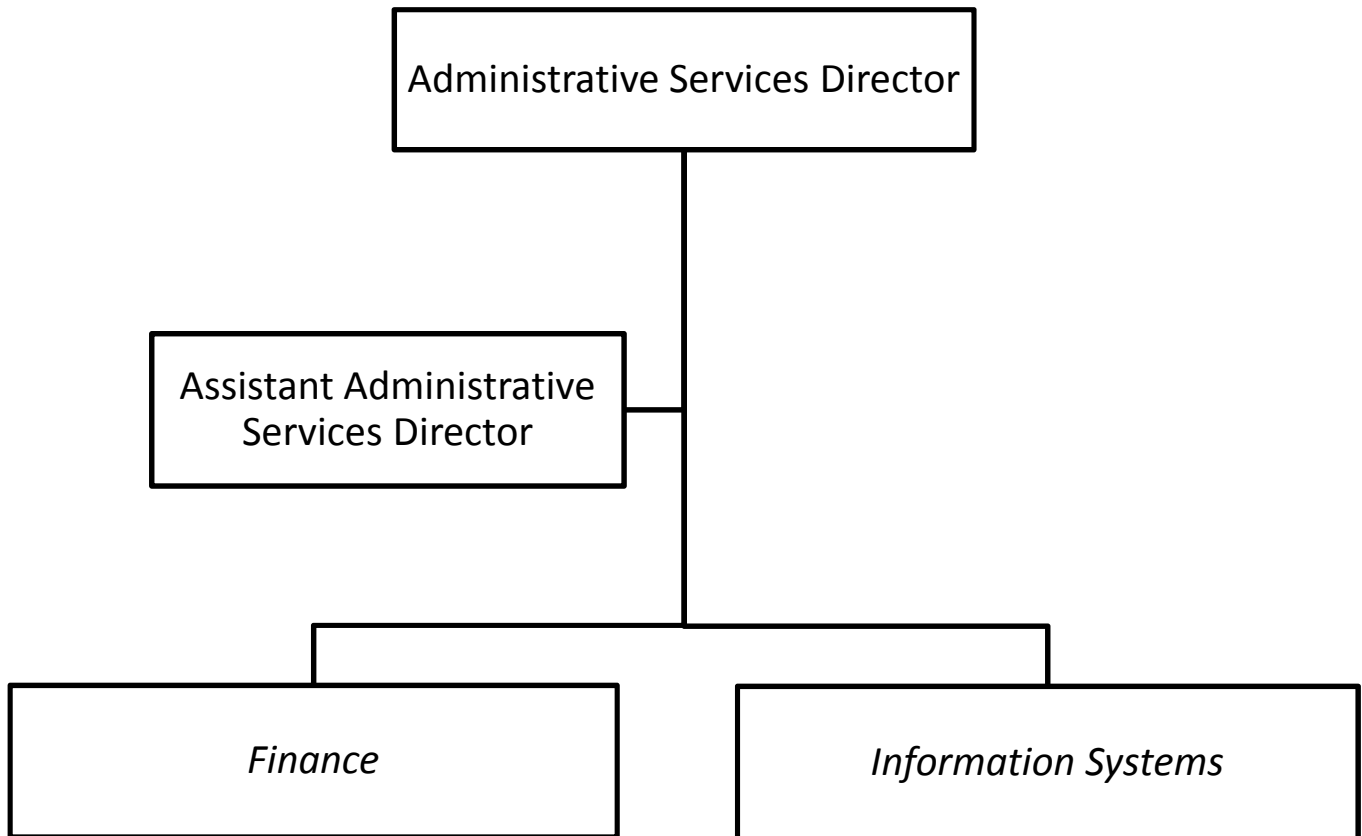 Administrative Services Director
Assistant Administrative
Services Director
Finance
Information Systems